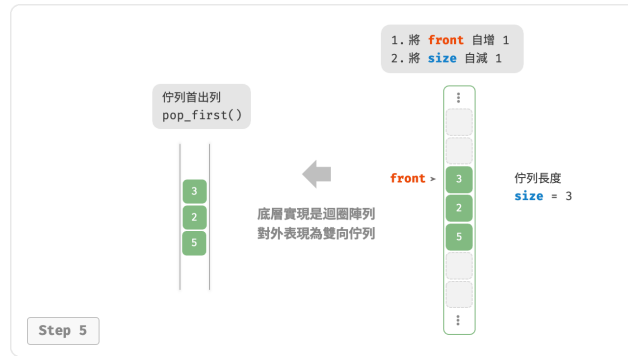 1. 將 front 自增 1
2. 將 size 自減 1
佇列首出列
pop_first()
3
2
5
底層實現是迴圈陣列
對外表現為雙向佇列
front ➤
3
2
5
佇列長度
size = 3
Step 5